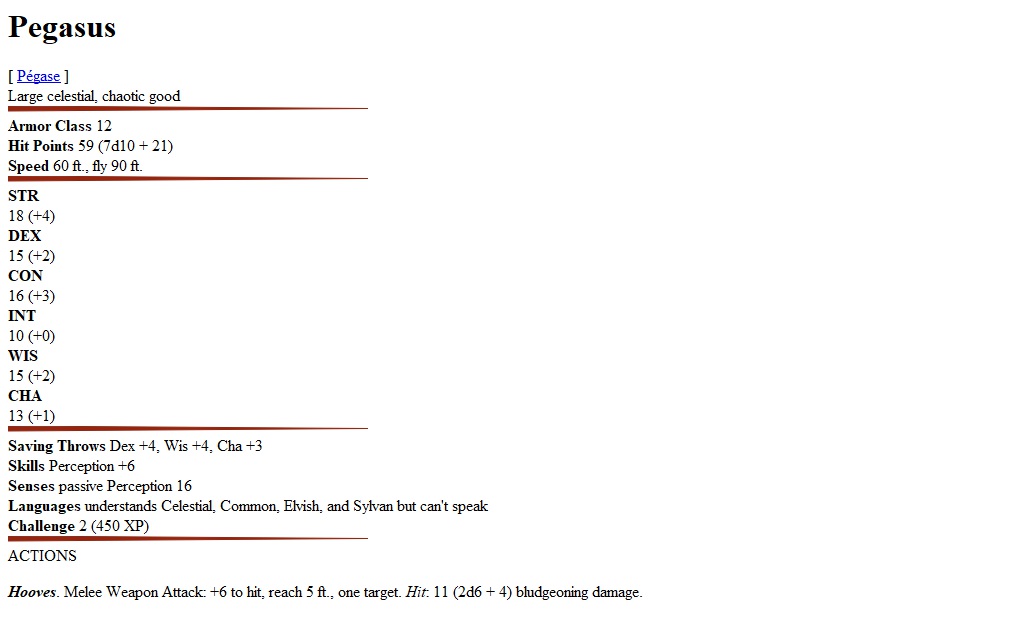 Pegasus
[ Pégase ]
Large celestial, chaotic good
Armor Class 12
Hit Points 59 (7d10 + 21)
Speed 60 ft., fly 90 ft.
STR
18 (+4)
DEX
15 (+2)
CON
16 (+3)
INT
10 (+0)
WIS
15 (+2)
CHA
13 (+1)
Saving Throws Dex +4, Wis +4, Cha +3
Skills Perception +6
Senses passive Perception 16
Languages understands Celestial, Common, Elvish, and Sylvan but can't speak
Challenge 2 (450 XP)
ACTIONS
Hooves. Melee Weapon Attack: +6 to hit, reach 5 ft., one target. Hit: 11 (2d6 + 4) bludgeoning damage.